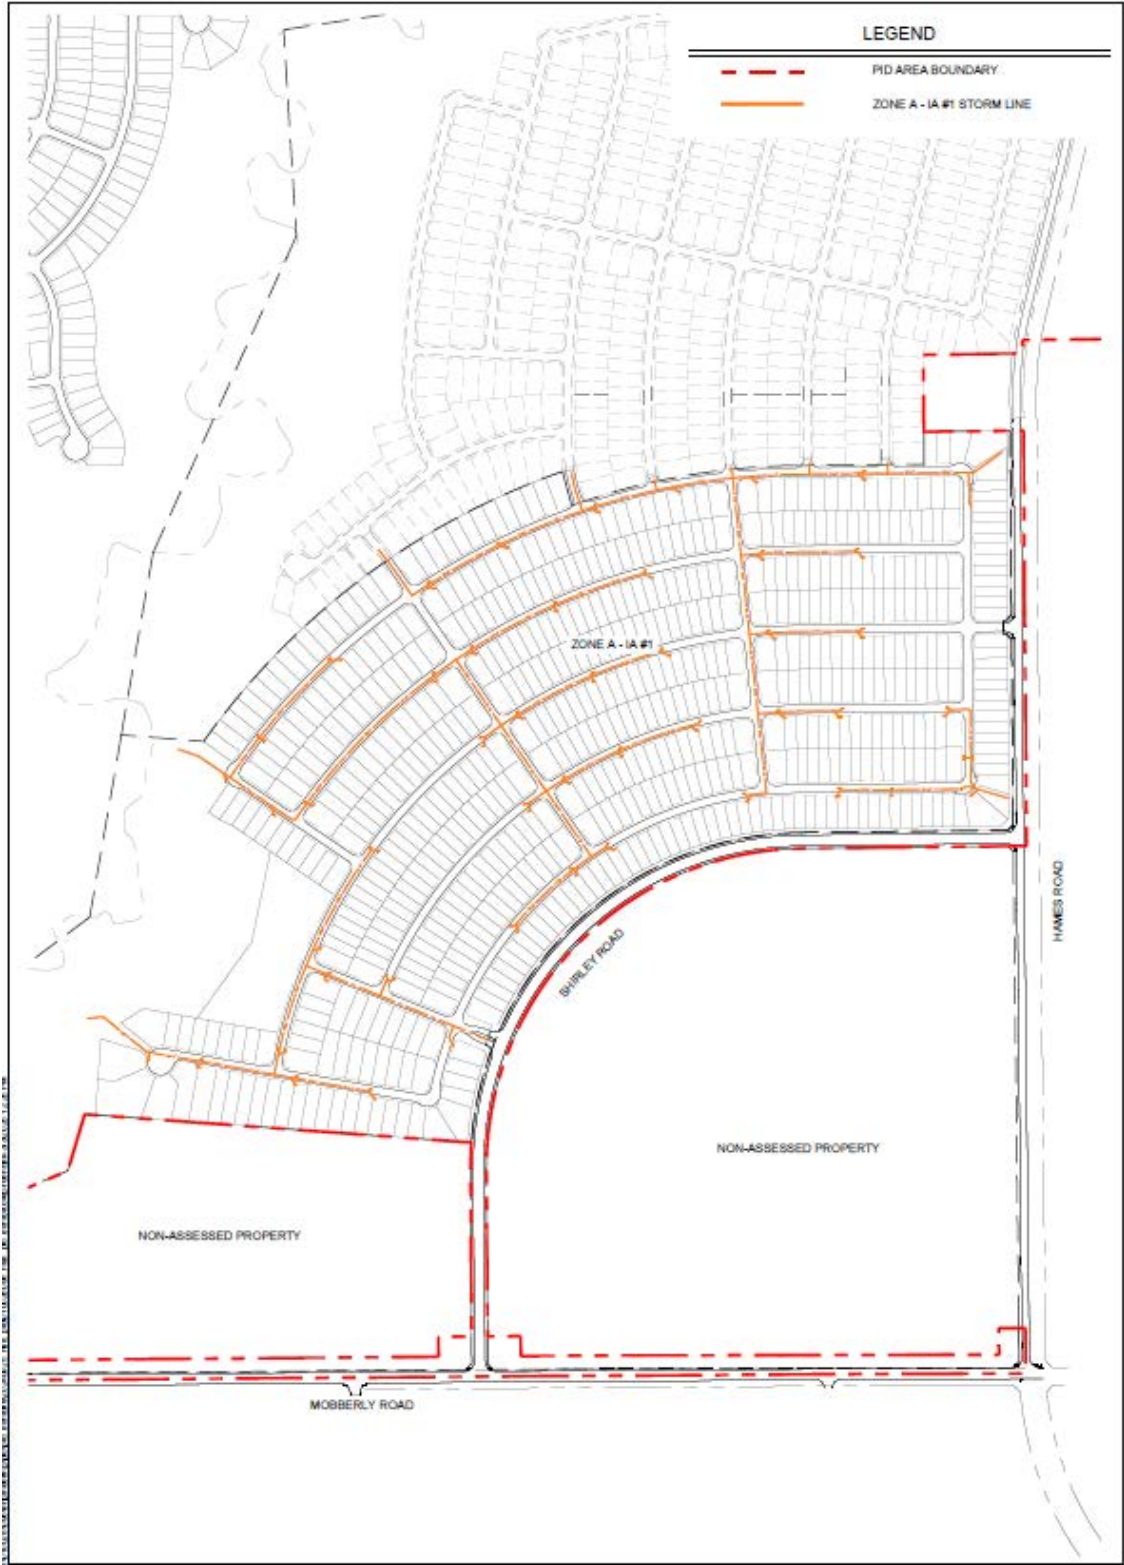 LEGEND
PID AREA BOUNDARY
ZONE A - IA #1 STORM LINE
ZONE A - IA #1
HAMES ROAD
SHIRLEY ROAD
NON-ASSESSED PROPERTY
NON-ASSESSED PROPERTY
MOBBERLY ROAD